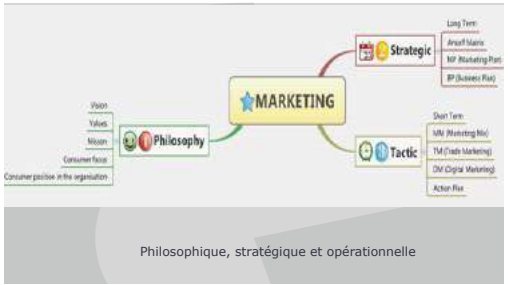 MARKETING
Strategic
Long Term
Ansoff Matrix
MP (Marketing Plan)
BP (Business Plan)
Tactic
Short Term
MM (Marketing Mix)
TM (Trade Marketing)
DM (Digital Marketing)
Action Plan
Philosophy
Vision
Values
Mission
Consumer focus
Consumer position in the organisation
Philosophique, stratégique et opérationnelle